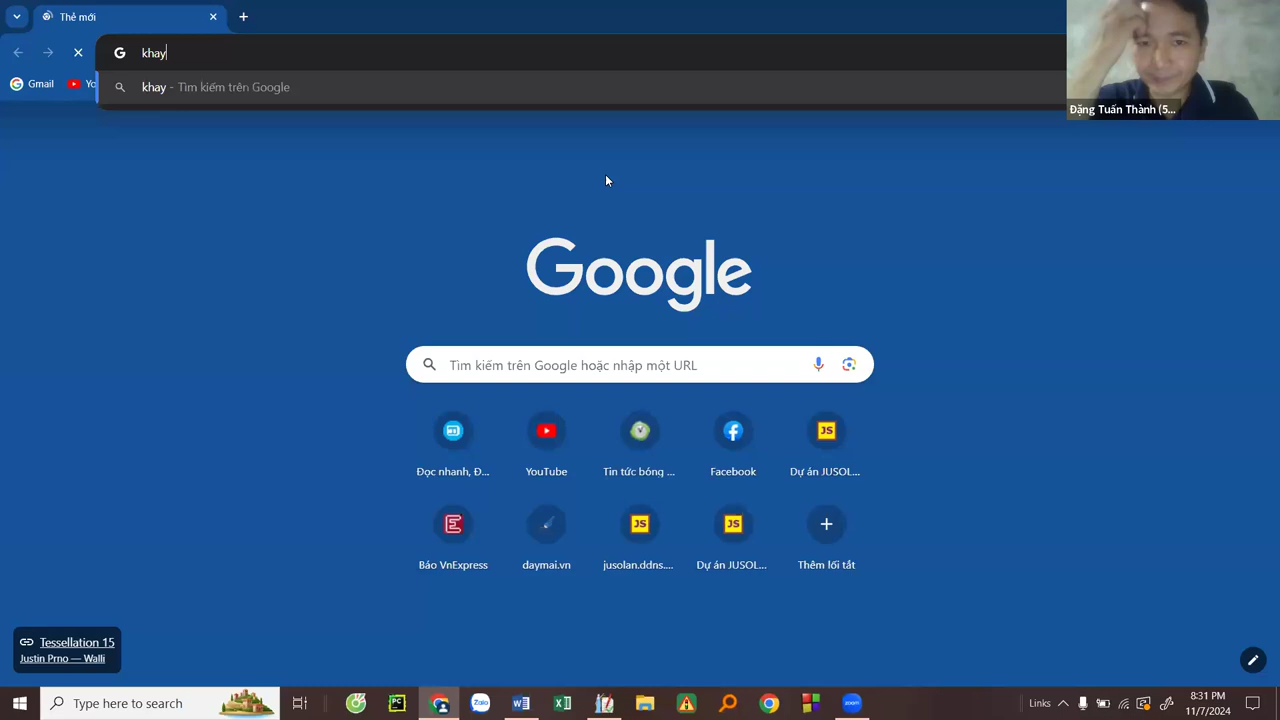 Thẻ mới
khay
Gmail
Yo
khay - Tìm kiếm trên Google
Đặng Tuấn Thành (5...
Google
Tìm kiếm trên Google hoặc nhập một URL
Đọc nhanh, Đ...
YouTube
Tin tức bóng ...
Facebook
Dự án JUSOL...
Báo VnExpress
daymai.vn
jusolan.ddns....
Dự án JUSOL...
Thêm lối tắt
Tessellation 15
Justin Prno — Walli
Type here to search
Links
8:31 PM
11/7/2024